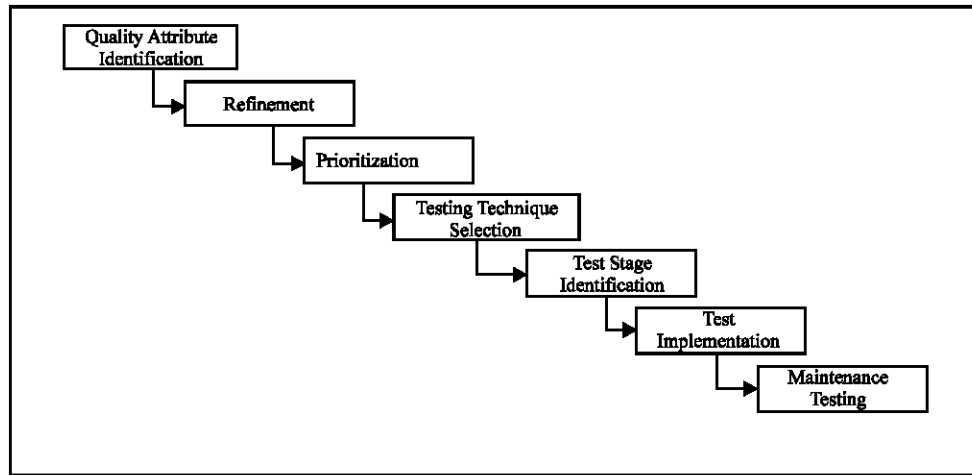 Quality Attribute
Identification
Refinement
Prioritization
Testing Technique
Selection
Test Stage
Identification
Test
Implementation
Maintenance
Testing